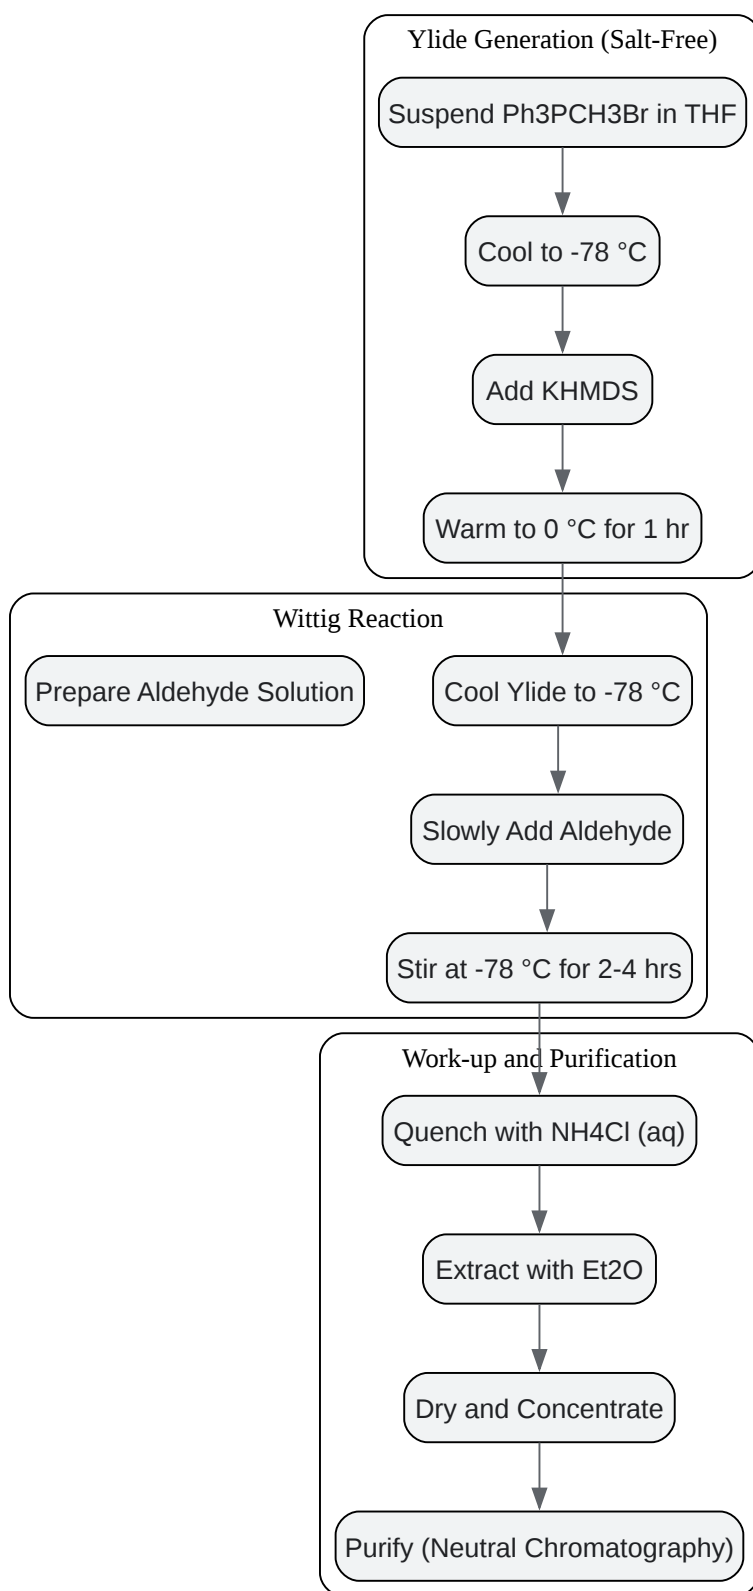 Ylide Generation (Salt-Free)
Suspend Ph3PCH3Br in THF
Cool to -78 °C
Add KHMDS
Warm to 0 °C for 1 hr
Wittig Reaction
Prepare Aldehyde Solution
Cool Ylide to -78 °C
Slowly Add Aldehyde
Stir at -78 °C for 2-4 hrs
Work-up and Purification
Quench with NH4Cl (aq)
Extract with Et2O
Dry and Concentrate
Purify (Neutral Chromatography)